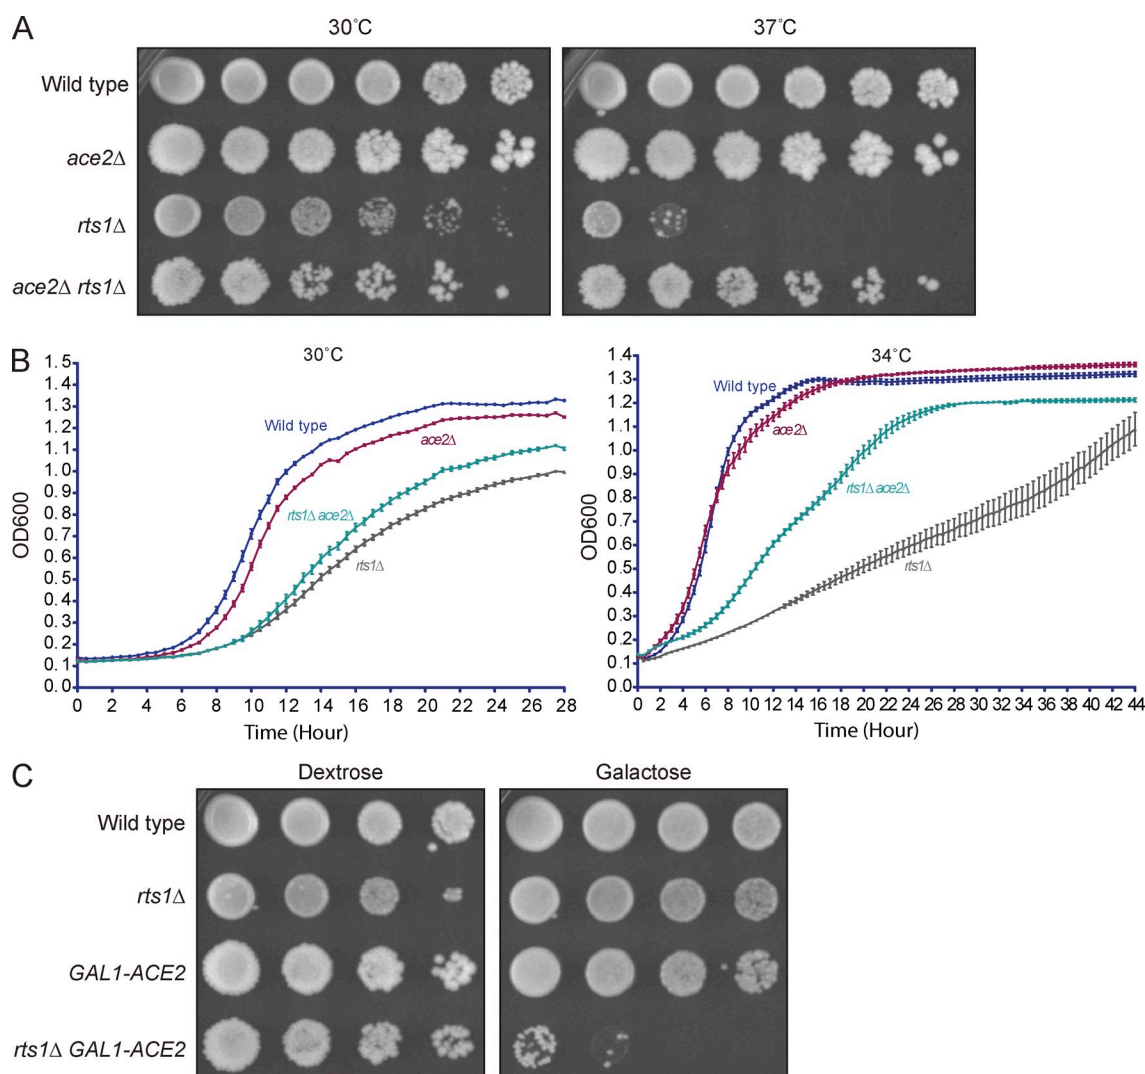 A
30˚C
37˚C
Wild type
ace2Δ
rts1Δ
ace2Δ rts1Δ
B
30˚C
1.5
1.4
1.3
1.2
1.1
1.0
0.9
0.8
0.7
0.6
0.5
0.4
0.3
0.2
0.1
0.0
OD600
Wild type
ace2Δ
rts1Δ ace2Δ
rts1Δ
0 2 4 6 8 10 12 14 16 18 20 22 24 26 28
Time (Hour)
34˚C
1.4
1.3
1.2
1.1
1.0
0.9
0.8
0.7
0.6
0.5
0.4
0.3
0.2
0.1
0.0
OD600
Wild type
ace2Δ
rts1Δ ace2Δ
rts1Δ
0 2 4 6 8 10 12 14 16 18 20 22 24 26 28 30 32 34 36 38 40 42 44
Time (Hour)
C
Dextrose
Galactose
Wild type
rts1Δ
GAL1-ACE2
rts1Δ GAL1-ACE2